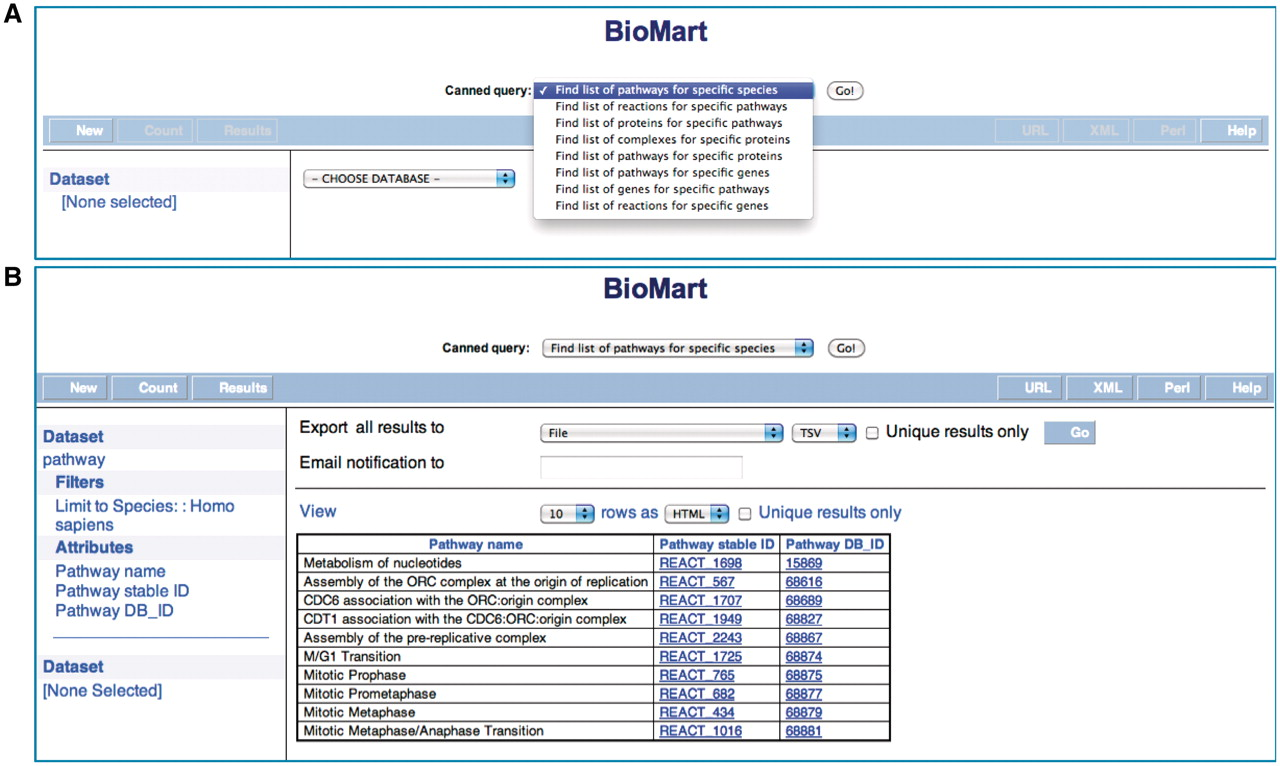 A
BioMart
Canned query: ✓ Find list of pathways for specific species Go!
Find list of reactions for specific pathways
Find list of proteins for specific pathways
Find list of complexes for specific proteins
Find list of pathways for specific proteins
Find list of pathways for specific genes
Find list of genes for specific pathways
Find list of reactions for specific genes
New Count Results URL XML Perl Help
Dataset
[None selected]
- CHOOSE DATABASE -
B
BioMart
Canned query: Find list of pathways for specific species Go!
New Count Results URL XML Perl Help
Dataset
pathway
Filters
Limit to Species: : Homo
sapiens
Attributes
Pathway name
Pathway stable ID
Pathway DB_ID
Dataset
[None Selected]
Export all results to File TSV Unique results only Go
Email notification to
View 10 rows as HTML Unique results only
Pathway name Pathway stable ID Pathway DB_ID
Metabolism of nucleotides REACT_1698 15869
Assembly of the ORC complex at the origin of replication REACT_567 68616
CDC6 association with the ORC:origin complex REACT_1707 68689
CDT1 association with the CDC6:ORC:origin complex REACT_1949 68827
Assembly of the pre-replicative complex REACT_2243 68867
M/G1 Transition REACT_1725 68874
Mitotic Prophase REACT_765 68875
Mitotic Prometaphase REACT_682 68877
Mitotic Metaphase REACT_434 68879
Mitotic Metaphase/Anaphase Transition REACT_1016 68881